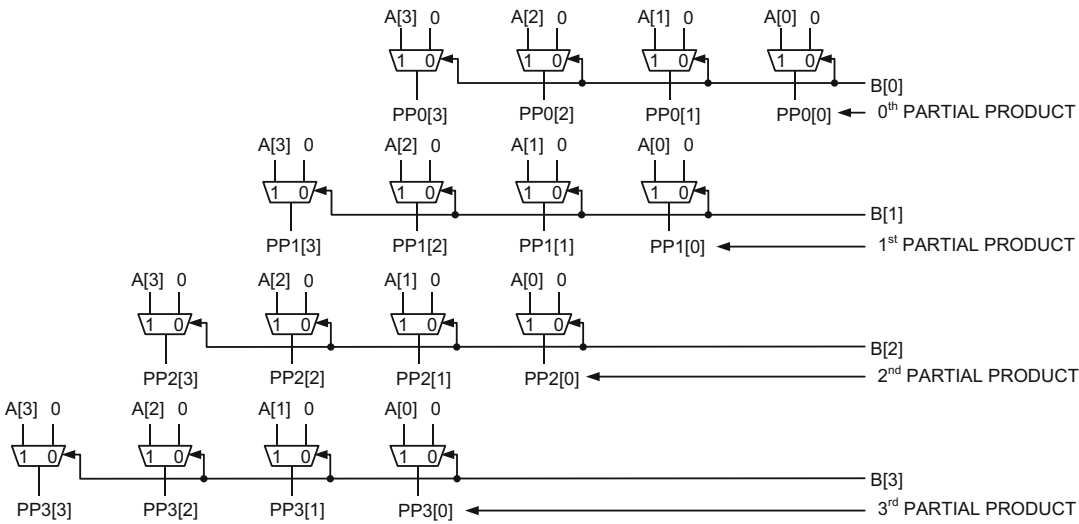 A[3] 0 A[2] 0 A[1] 0 A[0] 0
1 0 1 0 1 0 1 0
B[0]
PP0[3] PP0[2] PP0[1] PP0[0] 0th PARTIAL PRODUCT
A[3] 0 A[2] 0 A[1] 0 A[0] 0
1 0 1 0 1 0 1 0
B[1]
PP1[3] PP1[2] PP1[1] PP1[0] 1st PARTIAL PRODUCT
A[3] 0 A[2] 0 A[1] 0 A[0] 0
1 0 1 0 1 0 1 0
B[2]
PP2[3] PP2[2] PP2[1] PP2[0] 2nd PARTIAL PRODUCT
A[3] 0 A[2] 0 A[1] 0 A[0] 0
1 0 1 0 1 0 1 0
B[3]
PP3[3] PP3[2] PP3[1] PP3[0] 3rd PARTIAL PRODUCT